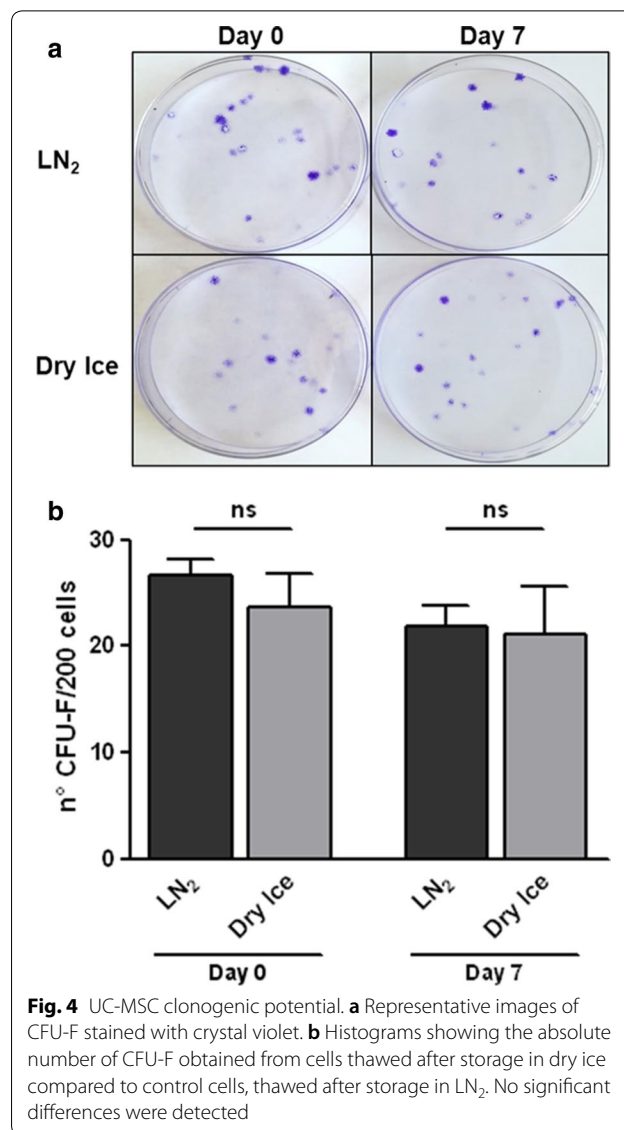 a
Day 0 Day 7
LN₂
Dry Ice
b
ns ns
30
20
10
0
n° CFU-F/200 cells
LN₂ Dry Ice LN₂ Dry Ice
Day 0 Day 7
Fig. 4 UC-MSC clonogenic potential. a Representative images of
CFU-F stained with crystal violet. b Histograms showing the absolute
number of CFU-F obtained from cells thawed after storage in dry ice
compared to control cells, thawed after storage in LN₂. No significant
differences were detected